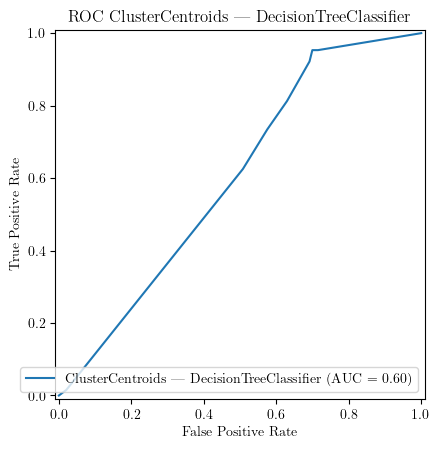 ROC ClusterCentroids — DecisionTreeClassifier
1.0
0.8
0.6
0.4
0.2
0.0
True Positive Rate
ClusterCentroids — DecisionTreeClassifier (AUC = 0.60)
0.0 0.2 0.4 0.6 0.8 1.0
False Positive Rate